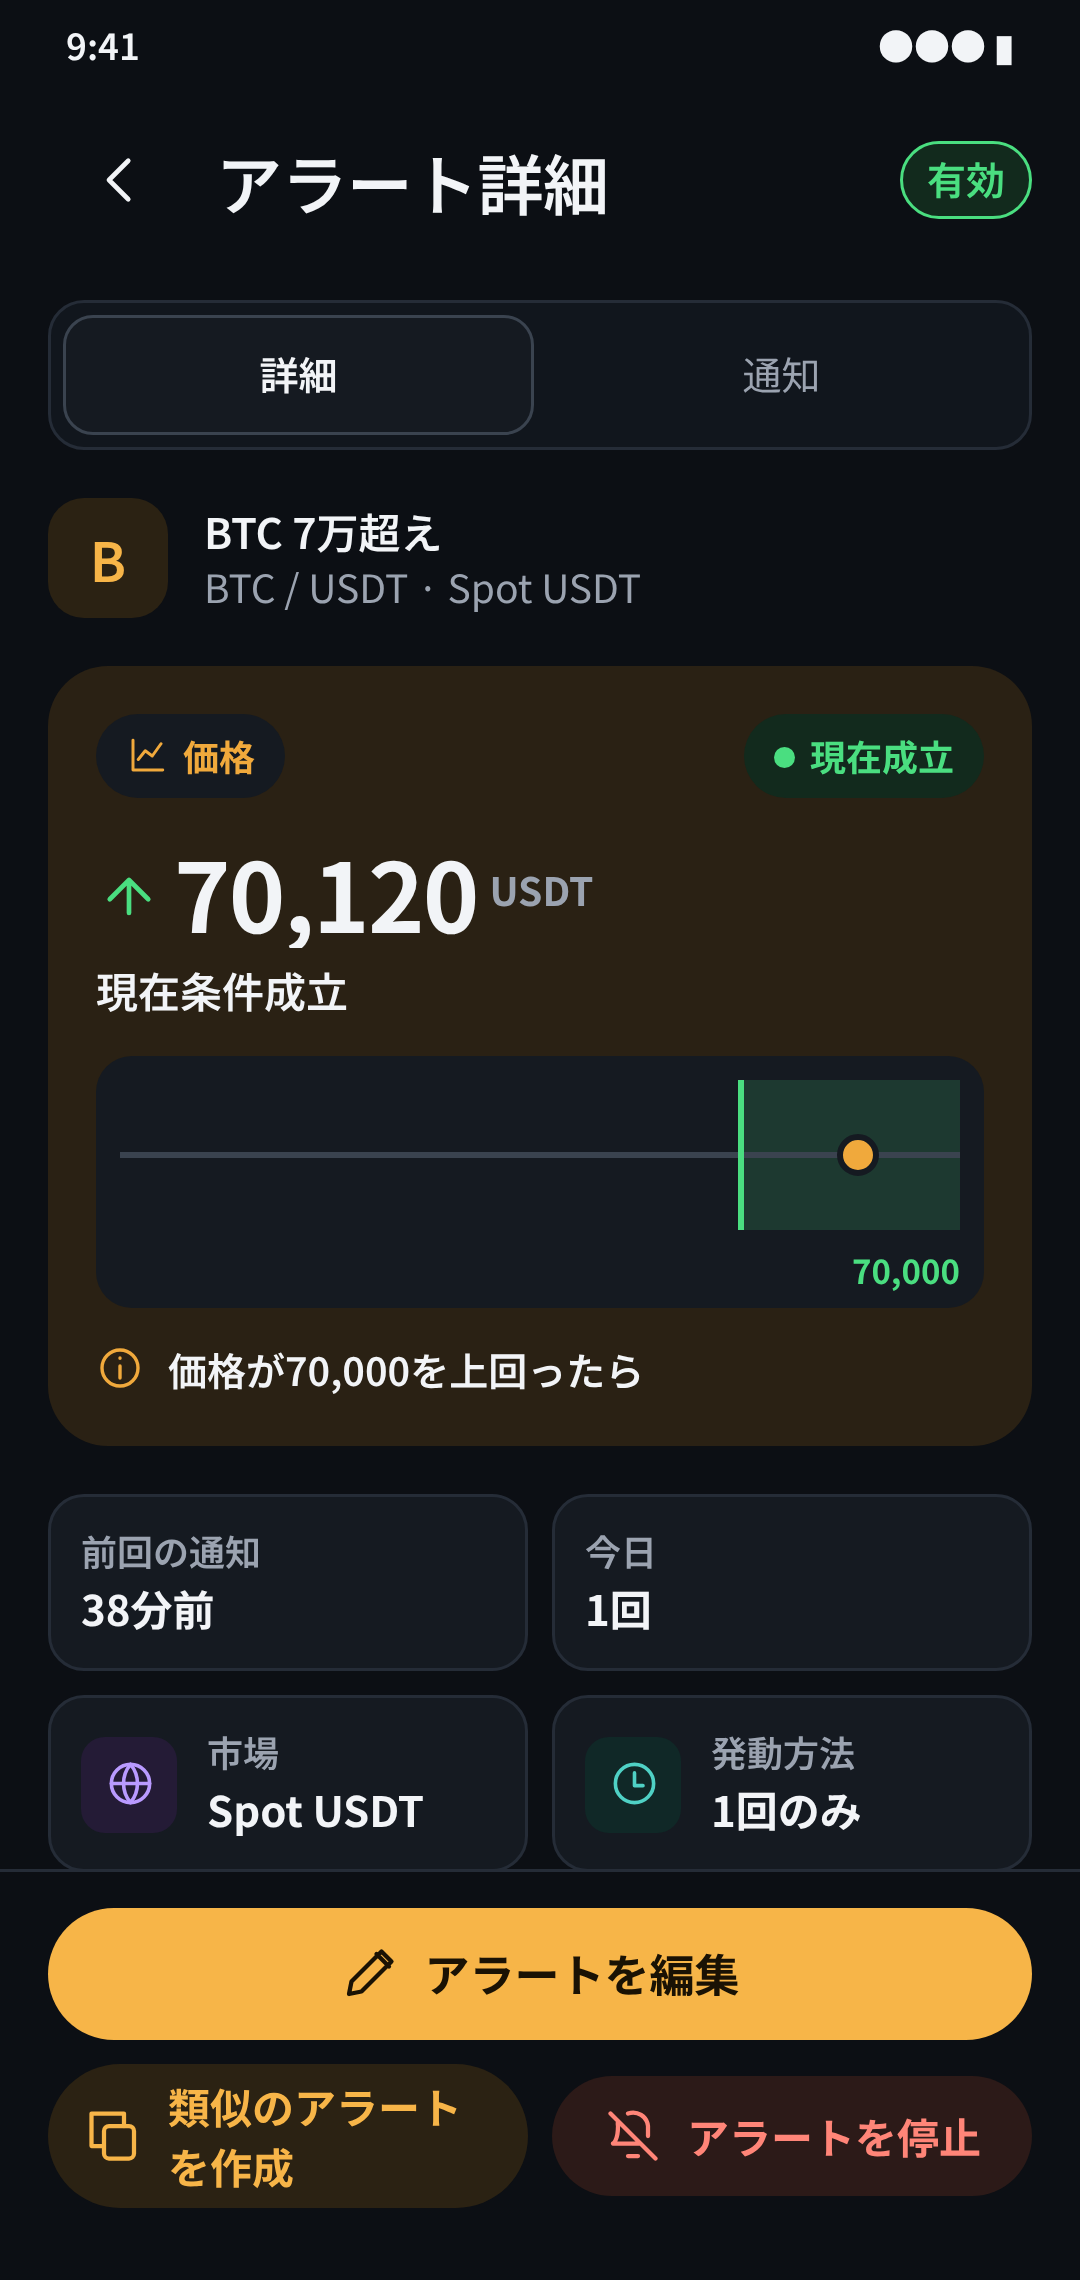 9:41
アラート詳細
有効
詳細
通知
B
BTC 7万超え
BTC / USDT · Spot USDT
価格
現在成立
70,120 USDT
現在条件成立
70,000
価格が70,000を上回ったら
前回の通知
38分前
今日
1回
市場
Spot USDT
発動方法
1回のみ
アラートを編集
類似のアラート
を作成
アラートを停止